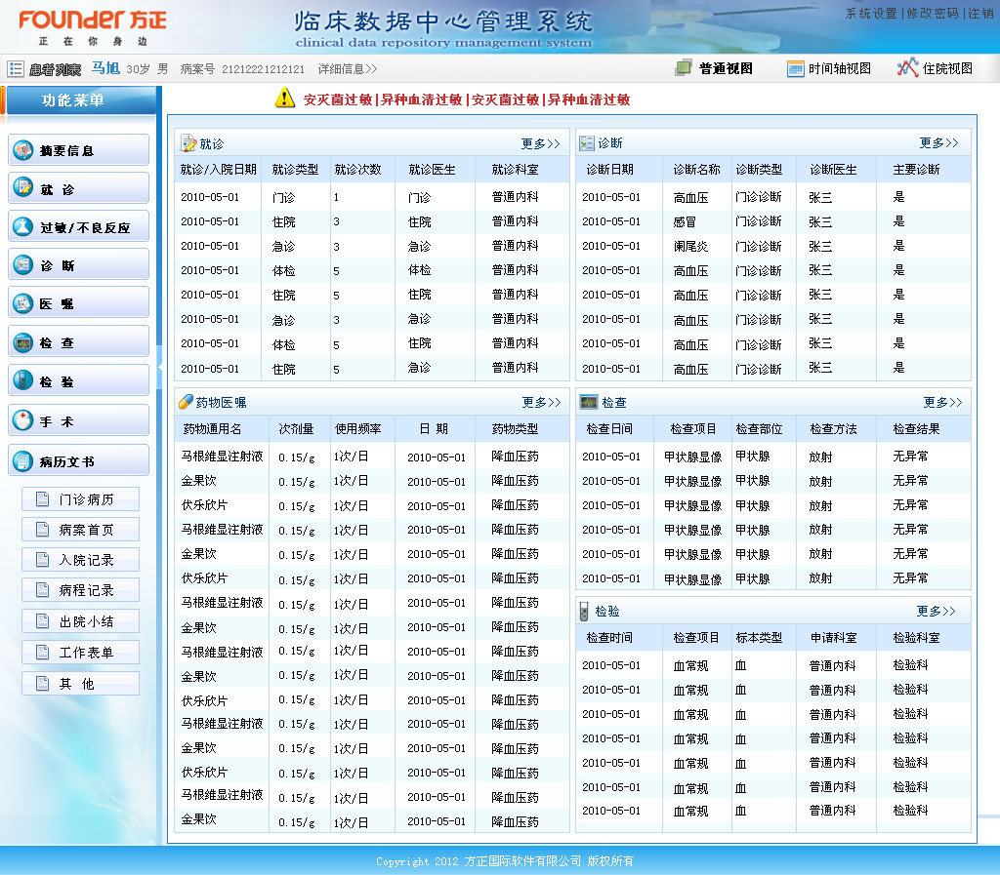 FOUNDER 方正
正 在 你 身 边
临床数据中心管理系统
clinical data repository management system
系统设置|修改密码|注销
患者列表 马旭 30岁 男 病案号 21212221212121 详细信息>>
普通视图 时间轴视图 住院视图
功能菜单
安灭菌过敏|异种血清过敏|安灭菌过敏|异种血清过敏
摘要信息
就 诊
过敏/不良反应
诊 断
医 嘱
检 查
检 验
手 术
病历文书
门诊病历
病案首页
入院记录
病程记录
出院小结
工作表单
其 他
就诊 更多>>
就诊/入院日期 就诊类型 就诊次数 就诊医生 就诊科室
2010-05-01 门诊 1 门诊 普通内科
2010-05-01 住院 3 住院 普通内科
2010-05-01 急诊 3 急诊 普通内科
2010-05-01 体检 5 体检 普通内科
2010-05-01 住院 5 住院 普通内科
2010-05-01 急诊 3 急诊 普通内科
2010-05-01 体检 5 住院 普通内科
2010-05-01 住院 5 急诊 普通内科
诊断 更多>>
诊断日期 诊断名称 诊断类型 诊断医生 主要诊断
2010-05-01 高血压 门诊诊断 张三 是
2010-05-01 感冒 门诊诊断 张三 是
2010-05-01 阑尾炎 门诊诊断 张三 是
2010-05-01 高血压 门诊诊断 张三 是
2010-05-01 高血压 门诊诊断 张三 是
2010-05-01 高血压 门诊诊断 张三 是
2010-05-01 高血压 门诊诊断 张三 是
2010-05-01 高血压 门诊诊断 张三 是
药物医嘱 更多>>
药物通用名 次剂量 使用频率 日 期 药物类型
马根维显注射液 0.15/g 1次/日 2010-05-01 降血压药
金果饮 0.15/g 1次/日 2010-05-01 降血压药
伏乐欣片 0.15/g 1次/日 2010-05-01 降血压药
马根维显注射液 0.15/g 1次/日 2010-05-01 降血压药
金果饮 0.15/g 1次/日 2010-05-01 降血压药
伏乐欣片 0.15/g 1次/日 2010-05-01 降血压药
马根维显注射液 0.15/g 1次/日 2010-05-01 降血压药
金果饮 0.15/g 1次/日 2010-05-01 降血压药
马根维显注射液 0.15/g 1次/日 2010-05-01 降血压药
金果饮 0.15/g 1次/日 2010-05-01 降血压药
伏乐欣片 0.15/g 1次/日 2010-05-01 降血压药
马根维显注射液 0.15/g 1次/日 2010-05-01 降血压药
金果饮 0.15/g 1次/日 2010-05-01 降血压药
伏乐欣片 0.15/g 1次/日 2010-05-01 降血压药
马根维显注射液 0.15/g 1次/日 2010-05-01 降血压药
金果饮 0.15/g 1次/日 2010-05-01 降血压药
检查 更多>>
检查日间 检查项目 检查部位 检查方法 检查结果
2010-05-01 甲状腺显像 甲状腺 放射 无异常
2010-05-01 甲状腺显像 甲状腺 放射 无异常
2010-05-01 甲状腺显像 甲状腺 放射 无异常
2010-05-01 甲状腺显像 甲状腺 放射 无异常
2010-05-01 甲状腺显像 甲状腺 放射 无异常
2010-05-01 甲状腺显像 甲状腺 放射 无异常
检验 更多>>
检查时间 检查项目 标本类型 申请科室 检验科室
2010-05-01 血常规 血 普通内科 检验科
2010-05-01 血常规 血 普通内科 检验科
2010-05-01 血常规 血 普通内科 检验科
2010-05-01 血常规 血 普通内科 检验科
2010-05-01 血常规 血 普通内科 检验科
2010-05-01 血常规 血 普通内科 检验科
2010-05-01 血常规 血 普通内科 检验科
Copyright 2012 方正国际软件有限公司 版权所有